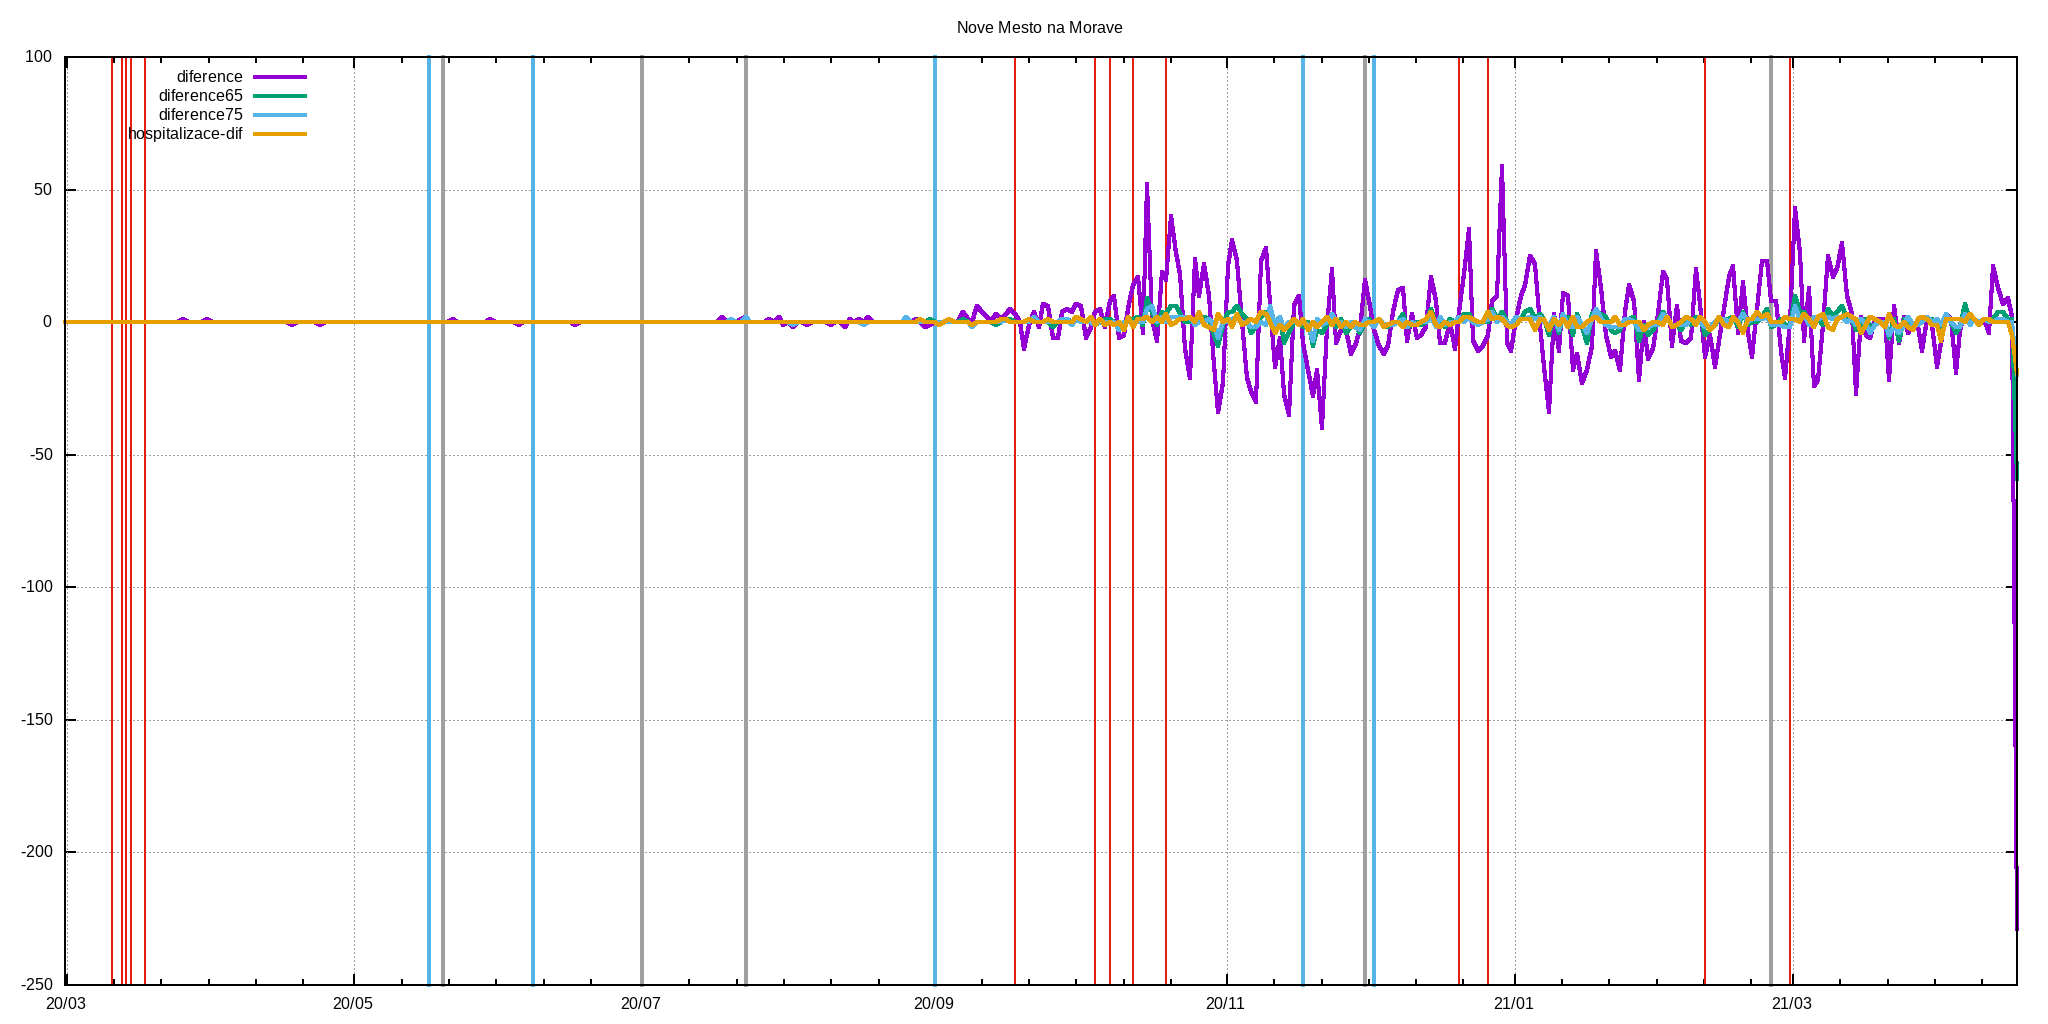 Nove Mesto na Morave
100
50
0
-50
-100
-150
-200
-250
diference
diference65
diference75
hospitalizace-dif
20/03 20/05 20/07 20/09 20/11 21/01 21/03